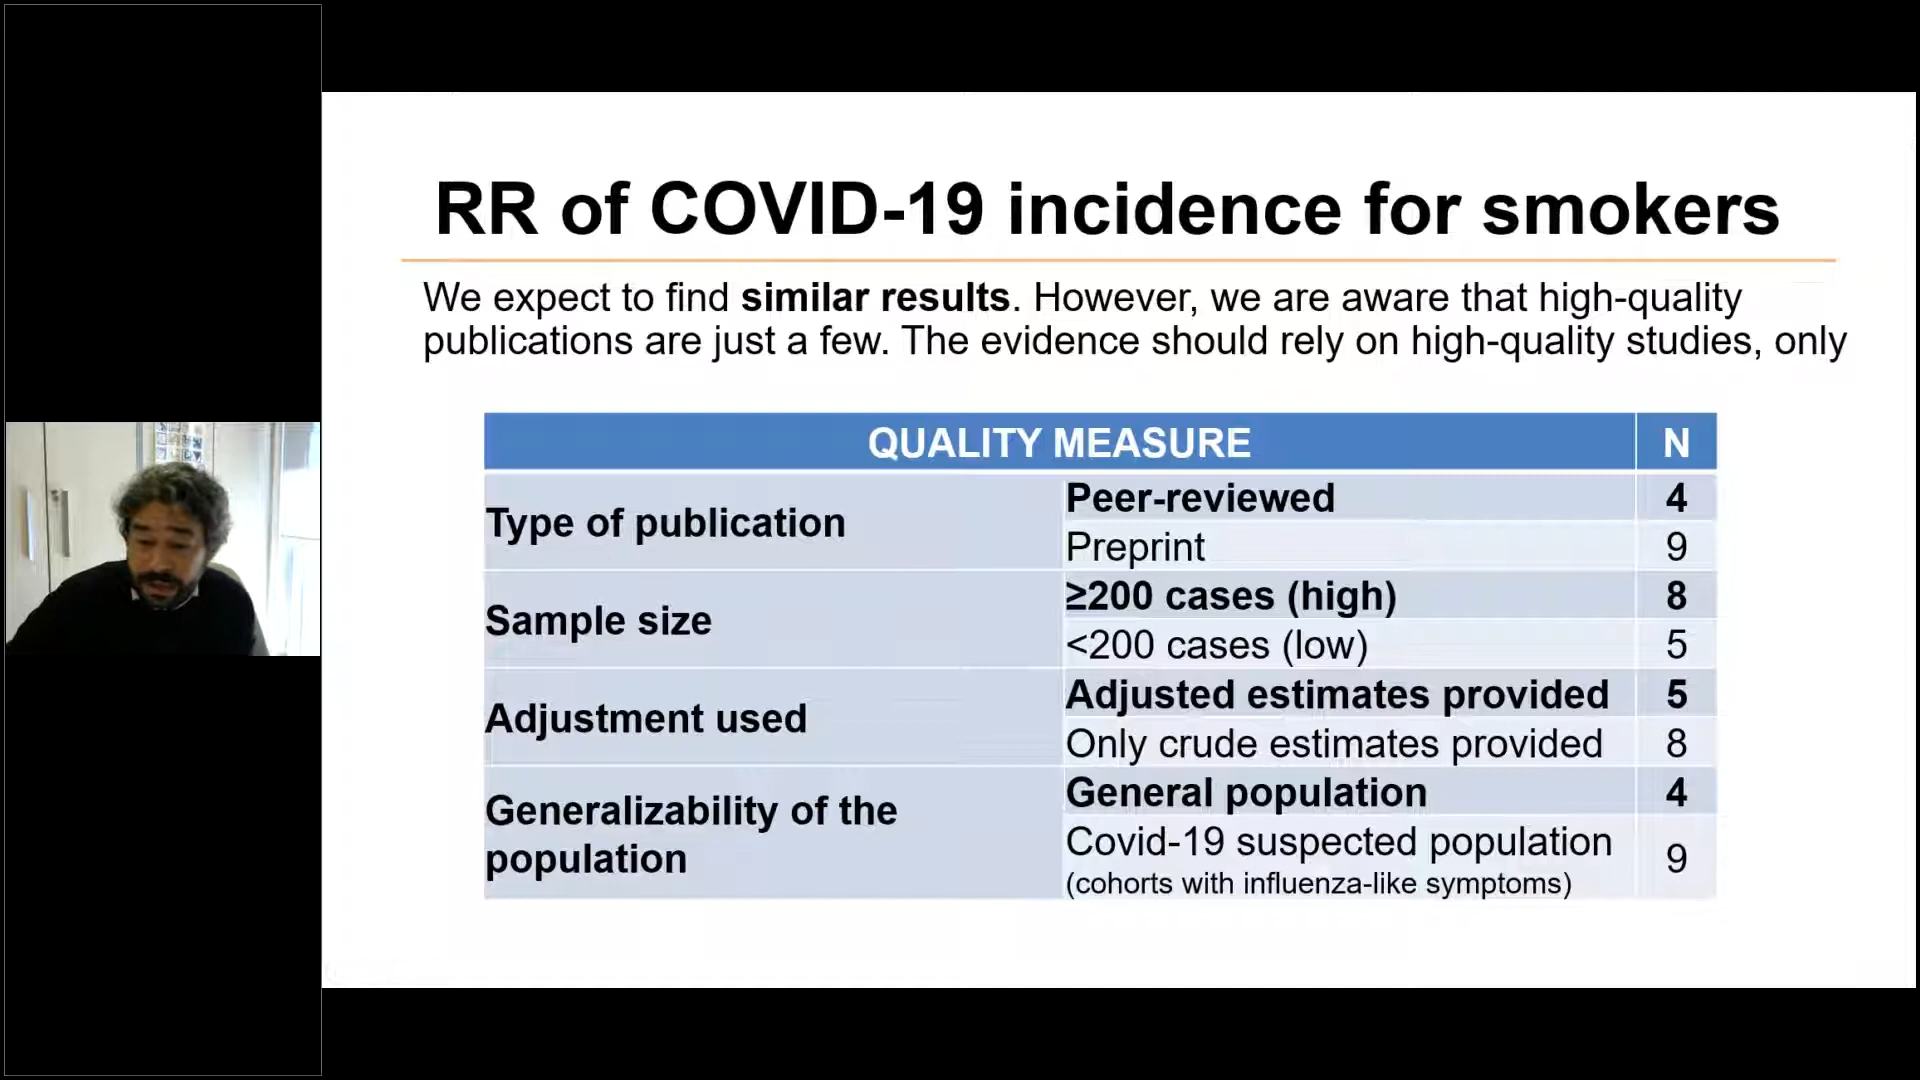 RR of COVID-19 incidence for smokers
We expect to find similar results. However, we are aware that high-quality
publications are just a few. The evidence should rely on high-quality studies, only
QUALITY MEASURE N
Type of publication
Peer-reviewed 4
Preprint 9
Sample size
≥200 cases (high) 8
<200 cases (low) 5
Adjustment used
Adjusted estimates provided 5
Only crude estimates provided 8
Generalizability of the
population
General population 4
Covid-19 suspected population
(cohorts with influenza-like symptoms)
9